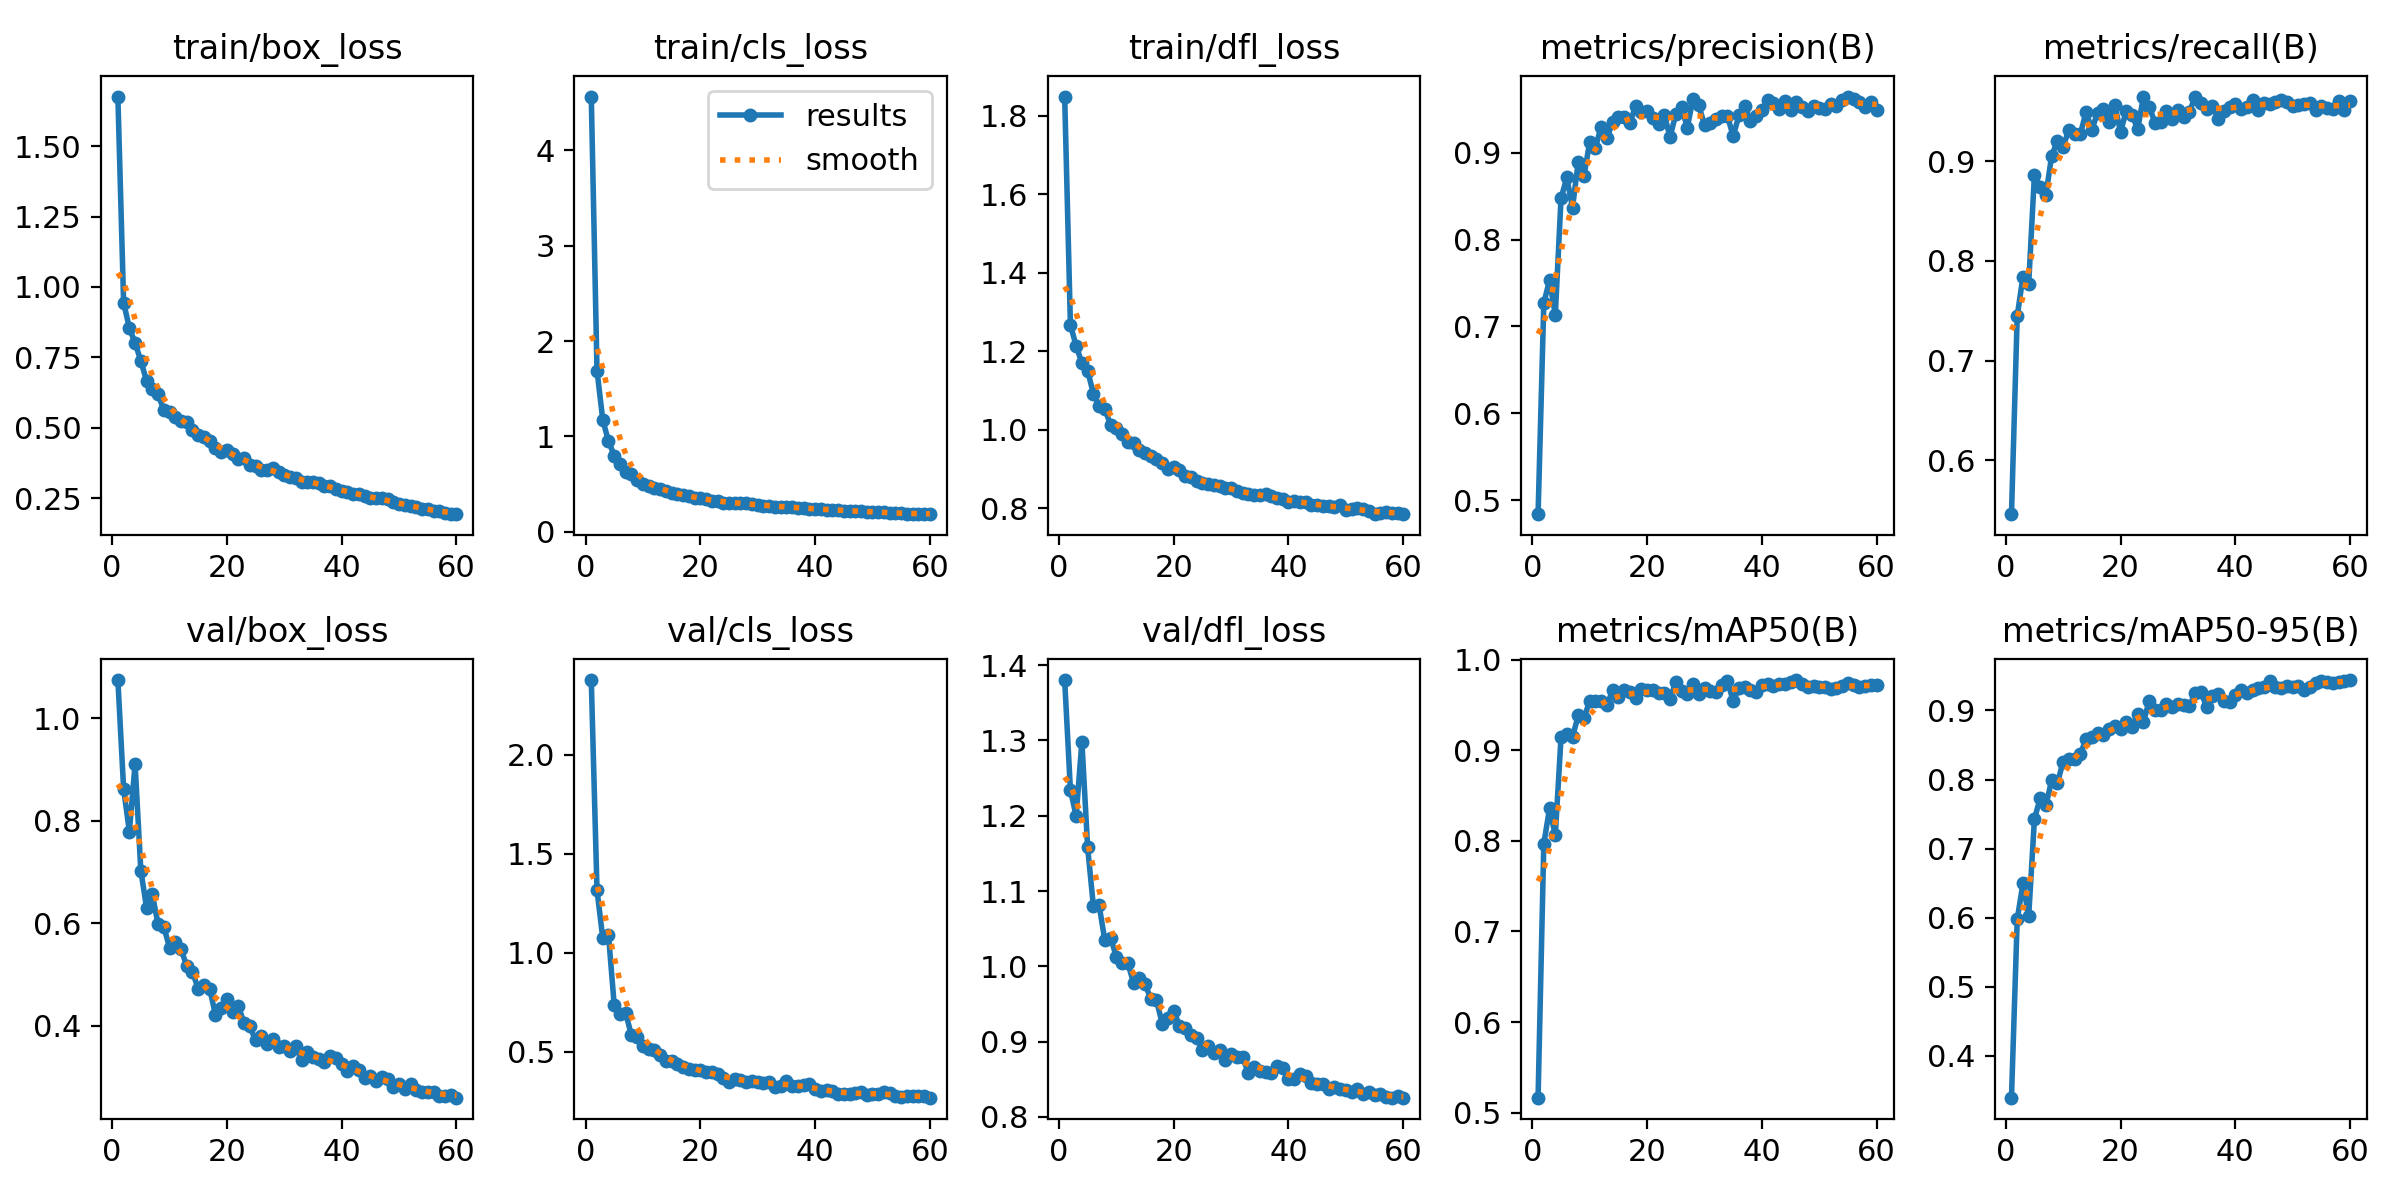 train/box_loss
1.50
1.25
1.00
0.75
0.50
0.25
0 20 40 60
train/cls_loss
results
smooth
4
3
2
1
0
0 20 40 60
train/dfl_loss
1.8
1.6
1.4
1.2
1.0
0.8
0 20 40 60
metrics/precision(B)
0.9
0.8
0.7
0.6
0.5
0 20 40 60
metrics/recall(B)
0.9
0.8
0.7
0.6
0 20 40 60
val/box_loss
1.0
0.8
0.6
0.4
0 20 40 60
val/cls_loss
2.0
1.5
1.0
0.5
0 20 40 60
val/dfl_loss
1.4
1.3
1.2
1.1
1.0
0.9
0.8
0 20 40 60
metrics/mAP50(B)
1.0
0.9
0.8
0.7
0.6
0.5
0 20 40 60
metrics/mAP50-95(B)
0.9
0.8
0.7
0.6
0.5
0.4
0 20 40 60